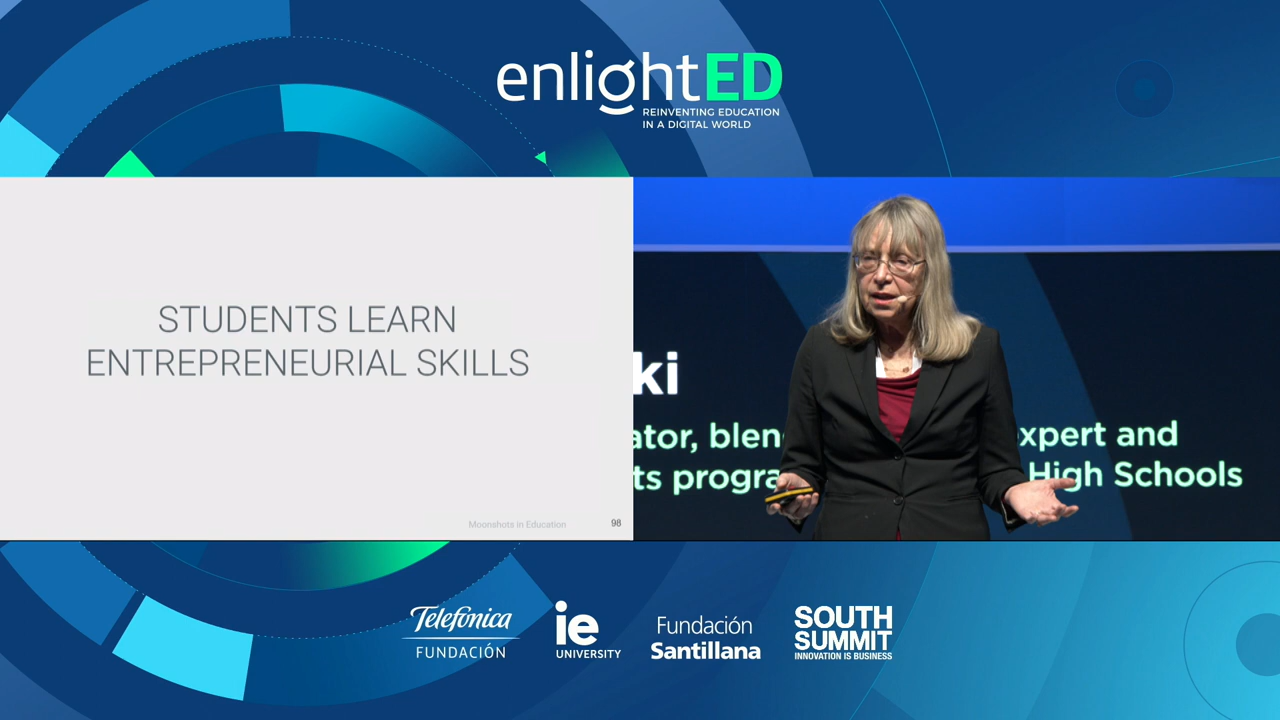 enlightED
REINVENTING EDUCATION
IN A DIGITAL WORLD
STUDENTS LEARN
ENTREPRENEURIAL SKILLS
Moonshots in Education
98
ki
ator, blen xpert and
ts progra High Schools
Telefónica
FUNDACIÓN
ie
UNIVERSITY
Fundación
Santillana
SOUTH
SUMMIT
INNOVATION IS BUSINESS